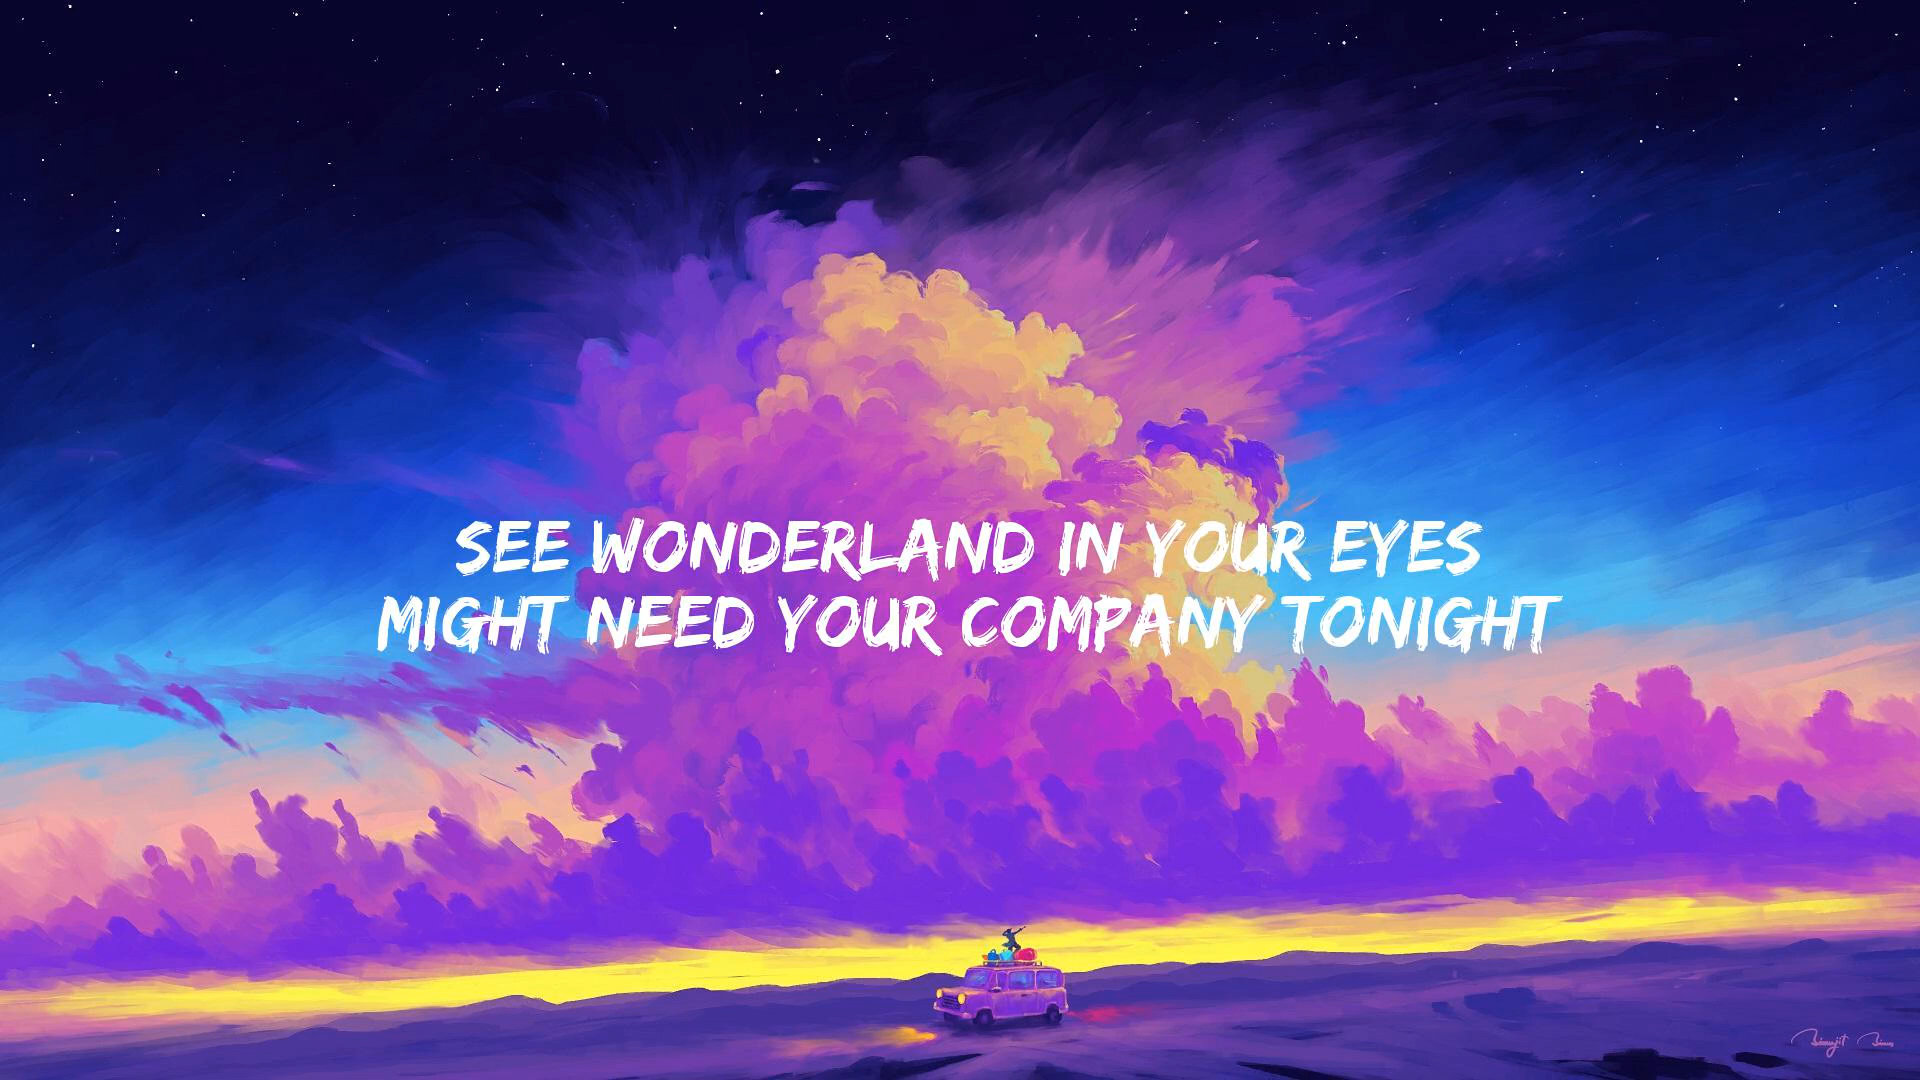 SEE WONDERLAND IN YOUR EYES
MIGHT NEED YOUR COMPANY TONIGHT